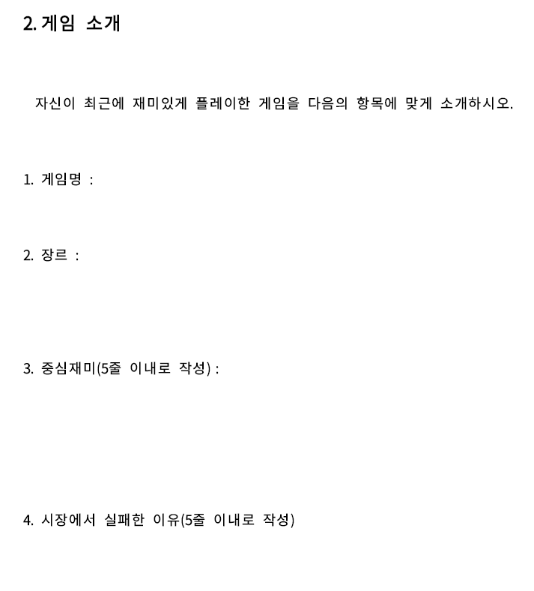 2. 게임 소개
자신이 최근에 재미있게 플레이한 게임을 다음의 항목에 맞게 소개하시오.
1. 게임명 :
2. 장르 :
3. 중심재미(5줄 이내로 작성) :
4. 시장에서 실패한 이유(5줄 이내로 작성)